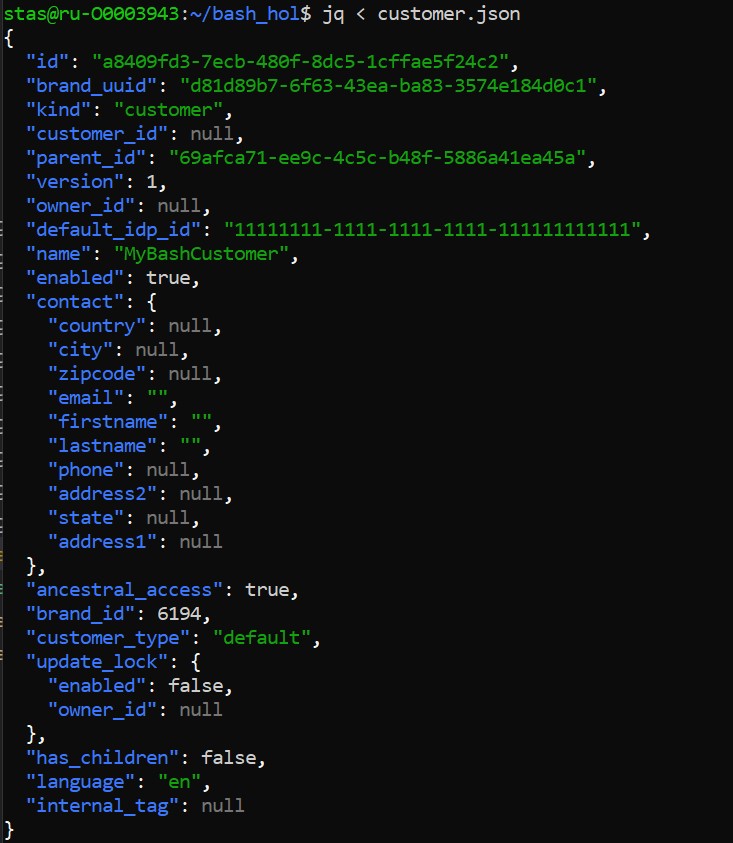 stas@ru-O0003943:~/bash_hol$ jq < customer.json
{
  "id": "a8409fd3-7ecb-480f-8dc5-1cffae5f24c2",
  "brand_uuid": "d81d89b7-6f63-43ea-ba83-3574e184d0c1",
  "kind": "customer",
  "customer_id": null,
  "parent_id": "69afca71-ee9c-4c5c-b48f-5886a41ea45a",
  "version": 1,
  "owner_id": null,
  "default_idp_id": "11111111-1111-1111-1111-111111111111",
  "name": "MyBashCustomer",
  "enabled": true,
  "contact": {
    "country": null,
    "city": null,
    "zipcode": null,
    "email": "",
    "firstname": "",
    "lastname": "",
    "phone": null,
    "address2": null,
    "state": null,
    "address1": null
  },
  "ancestral_access": true,
  "brand_id": 6194,
  "customer_type": "default",
  "update_lock": {
    "enabled": false,
    "owner_id": null
  },
  "has_children": false,
  "language": "en",
  "internal_tag": null
}